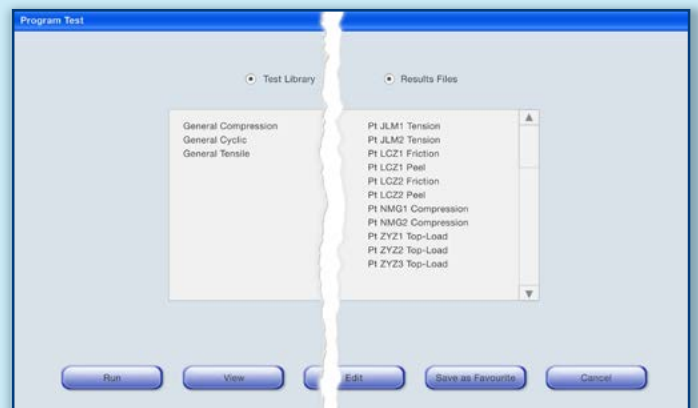 Program Test
Test Library
Results Files
General Compression
General Cyclic
General Tensile
Pt JLM1 Tension
Pt JLM2 Tension
Pt LCZ1 Friction
Pt LCZ1 Peel
Pt LCZ2 Friction
Pt LCZ2 Peel
Pt NMG1 Compression
Pt NMG2 Compression
Pt ZYZ1 Top-Load
Pt ZYZ2 Top-Load
Pt ZYZ3 Top-Load
Run
View
Edit
Save as Favourite
Cancel